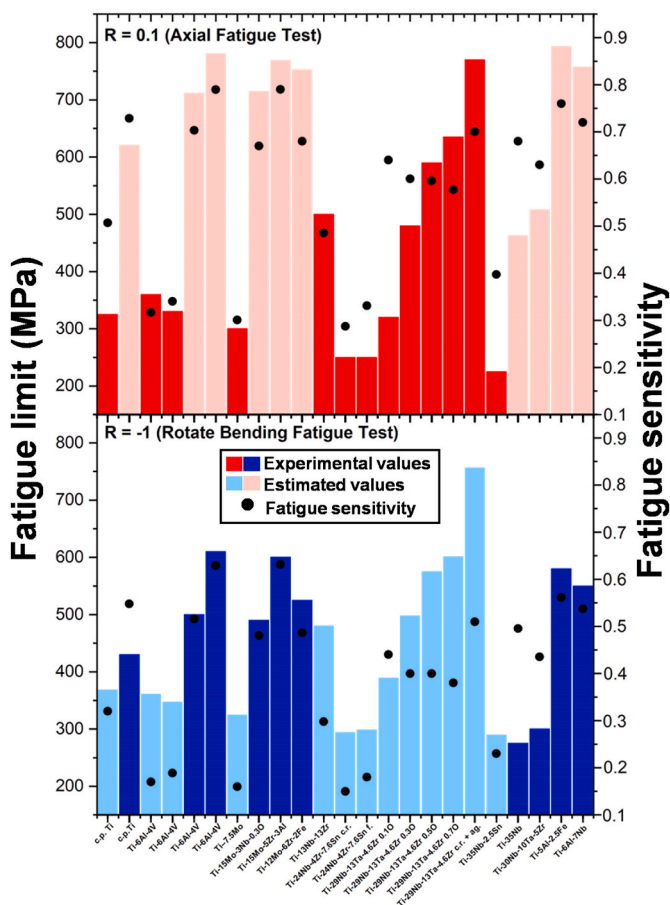 R = 0.1 (Axial Fatigue Test)
800
700
600
500
400
300
200
0.9
0.8
0.7
0.6
0.5
0.4
0.3
0.2
0.1
Fatigue limit (MPa)
Fatigue sensitivity
R = -1 (Rotate Bending Fatigue Test)
Experimental values
Estimated values
Fatigue sensitivity
800
700
600
500
400
300
200
0.9
0.8
0.7
0.6
0.5
0.4
0.3
0.2
0.1
c.p. Ti
c.p.Ti
Ti-6Al-4V
Ti-6Al-4V
Ti-6Al-4V
Ti-6Al-4V
Ti-7.5Mo
Ti-15Mo-3Nb-0.3O
Ti-15Mo-5Zr-3Al
Ti-12Mo-6Zr-2Fe
Ti-13Nb-13Zr
Ti-24Nb-4Zr-7.6Sn c.r.
Ti-24Nb-4Zr-7.6Sn f.
Ti-29Nb-13Ta-4.6Zr 0.1O
Ti-29Nb-13Ta-4.6Zr 0.3O
Ti-29Nb-13Ta-4.6Zr 0.5O
Ti-29Nb-13Ta-4.6Zr 0.7O
Ti-29Nb-13Ta-4.6Zr c.r. + ag.
Ti-35Nb-2.5Sn
Ti-35Nb
Ti-30Nb-10Ta-5Zr
Ti-5Al-2.5Fe
Ti-6Al-7Nb